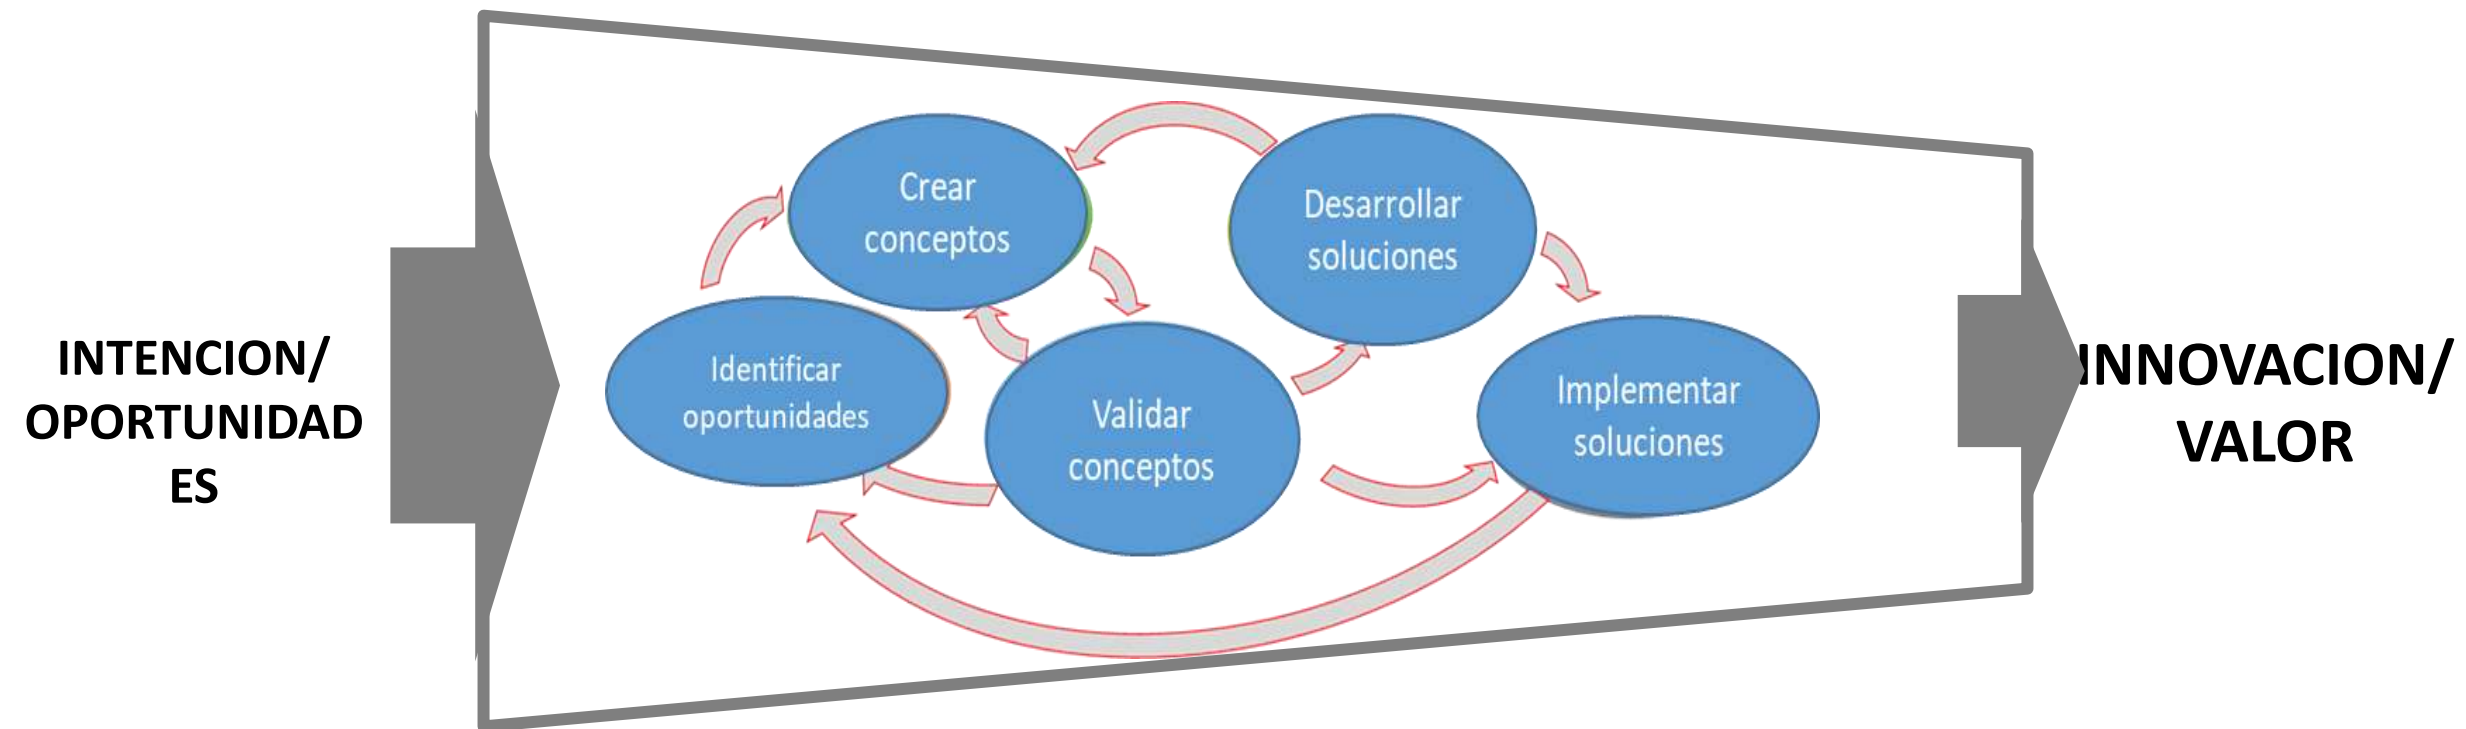 INTENCION/
OPORTUNIDAD
ES
Crear
conceptos
Desarrollar
soluciones
Identificar
oportunidades
Validar
conceptos
Implementar
soluciones
INNOVACION/
VALOR